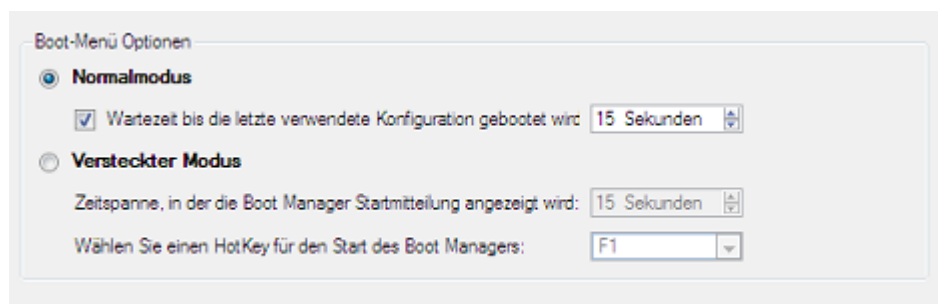 Boot-Menü Optionen
Normalmodus
Wartezeit bis die letzte verwendete Konfiguration gebootet wird 15 Sekunden
Versteckter Modus
Zeitspanne, in der die Boot Manager Startmitteilung angezeigt wird: 15 Sekunden
Wählen Sie einen HotKey für den Start des Boot Managers: F1